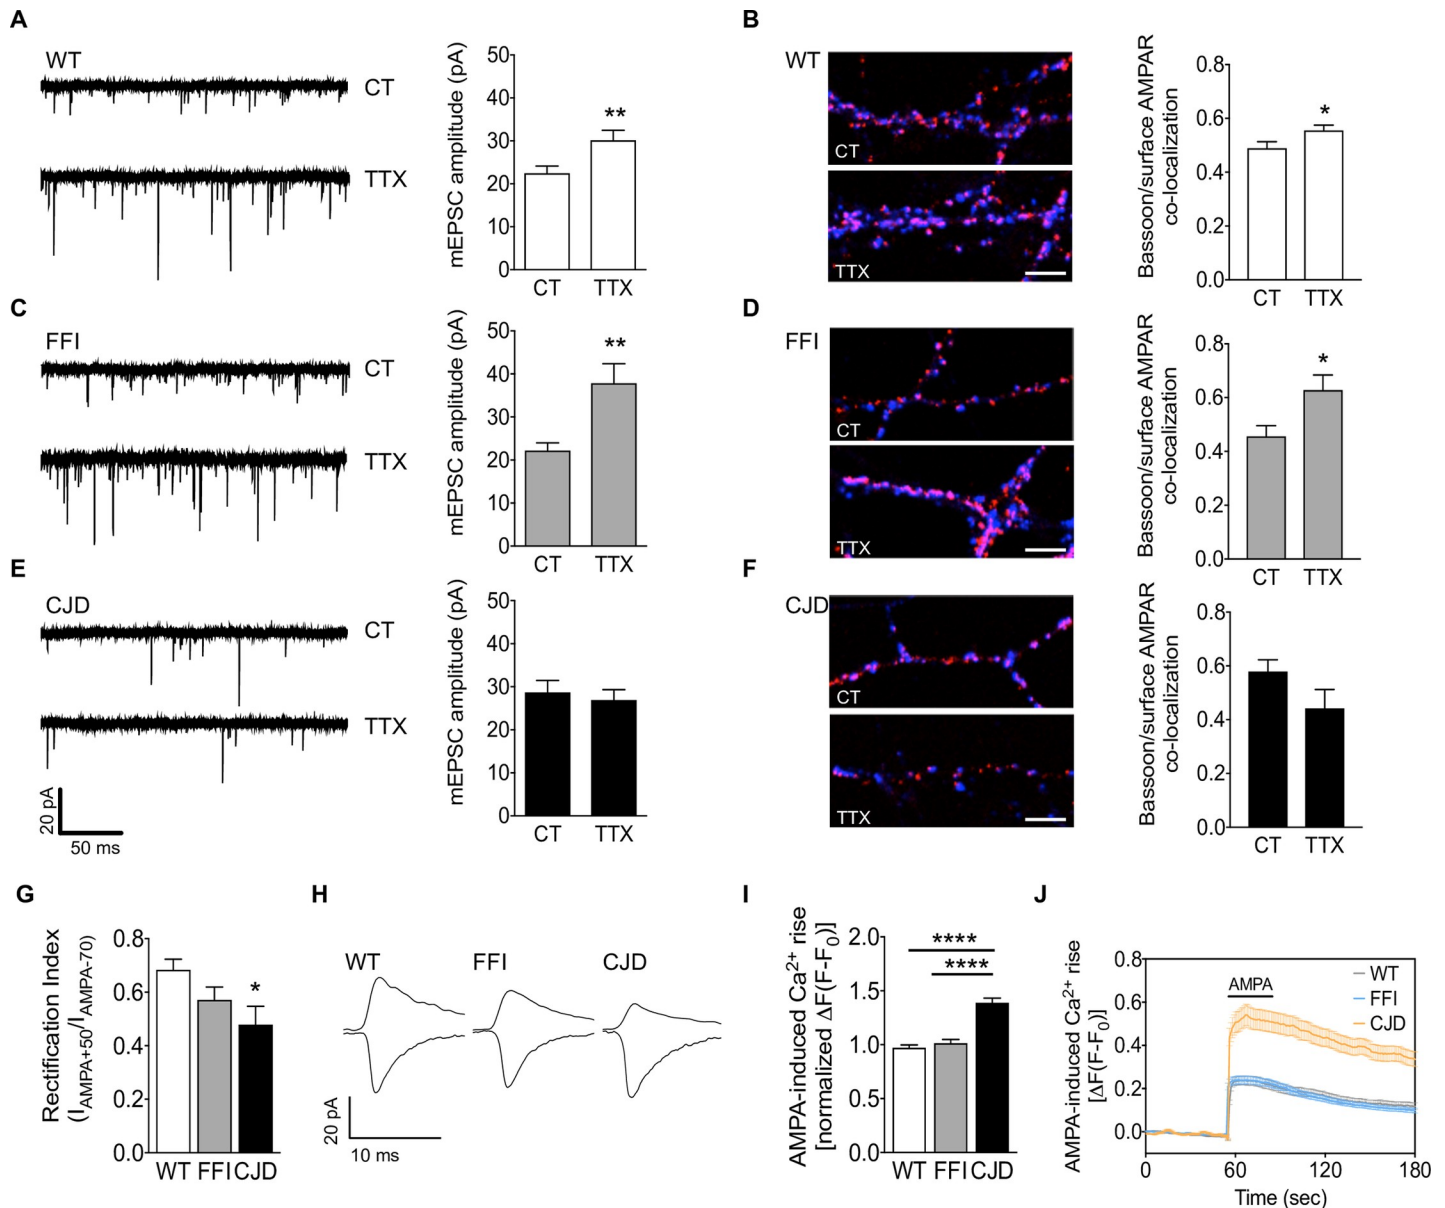 A
WT
CT
TTX
mEPSC amplitude (pA)
50
40
30
20
10
0
**
CT
TTX
B
WT
CT
TTX
Bassoon/surface AMPAR
co-localization
0.8
0.6
0.4
0.2
0.0
*
CT
TTX
C
FFI
CT
TTX
mEPSC amplitude (pA)
50
40
30
20
10
0
**
CT
TTX
D
FFI
CT
TTX
Bassoon/surface AMPAR
co-localization
0.8
0.6
0.4
0.2
0.0
*
CT
TTX
E
CJD
CT
TTX
20 pA
50 ms
mEPSC amplitude (pA)
50
40
30
20
10
0
CT
TTX
F
CJD
CT
TTX
Bassoon/surface AMPAR
co-localization
0.8
0.6
0.4
0.2
0.0
CT
TTX
G
Rectification Index
(I_AMPA+50/I_AMPA-70)
0.8
0.6
0.4
0.2
0.0
*
WT FFI CJD
H
WT
FFI
CJD
20 pA
10 ms
I
AMPA-induced Ca²⁺ rise
[normalized ΔF(F-F₀)]
2.0
1.5
1.0
0.5
0.0
****
****
WT FFI CJD
J
AMPA-induced Ca²⁺ rise
[ΔF(F-F₀)]
0.8
0.6
0.4
0.2
0.0
AMPA
WT
FFI
CJD
0 60 120 180
Time (sec)